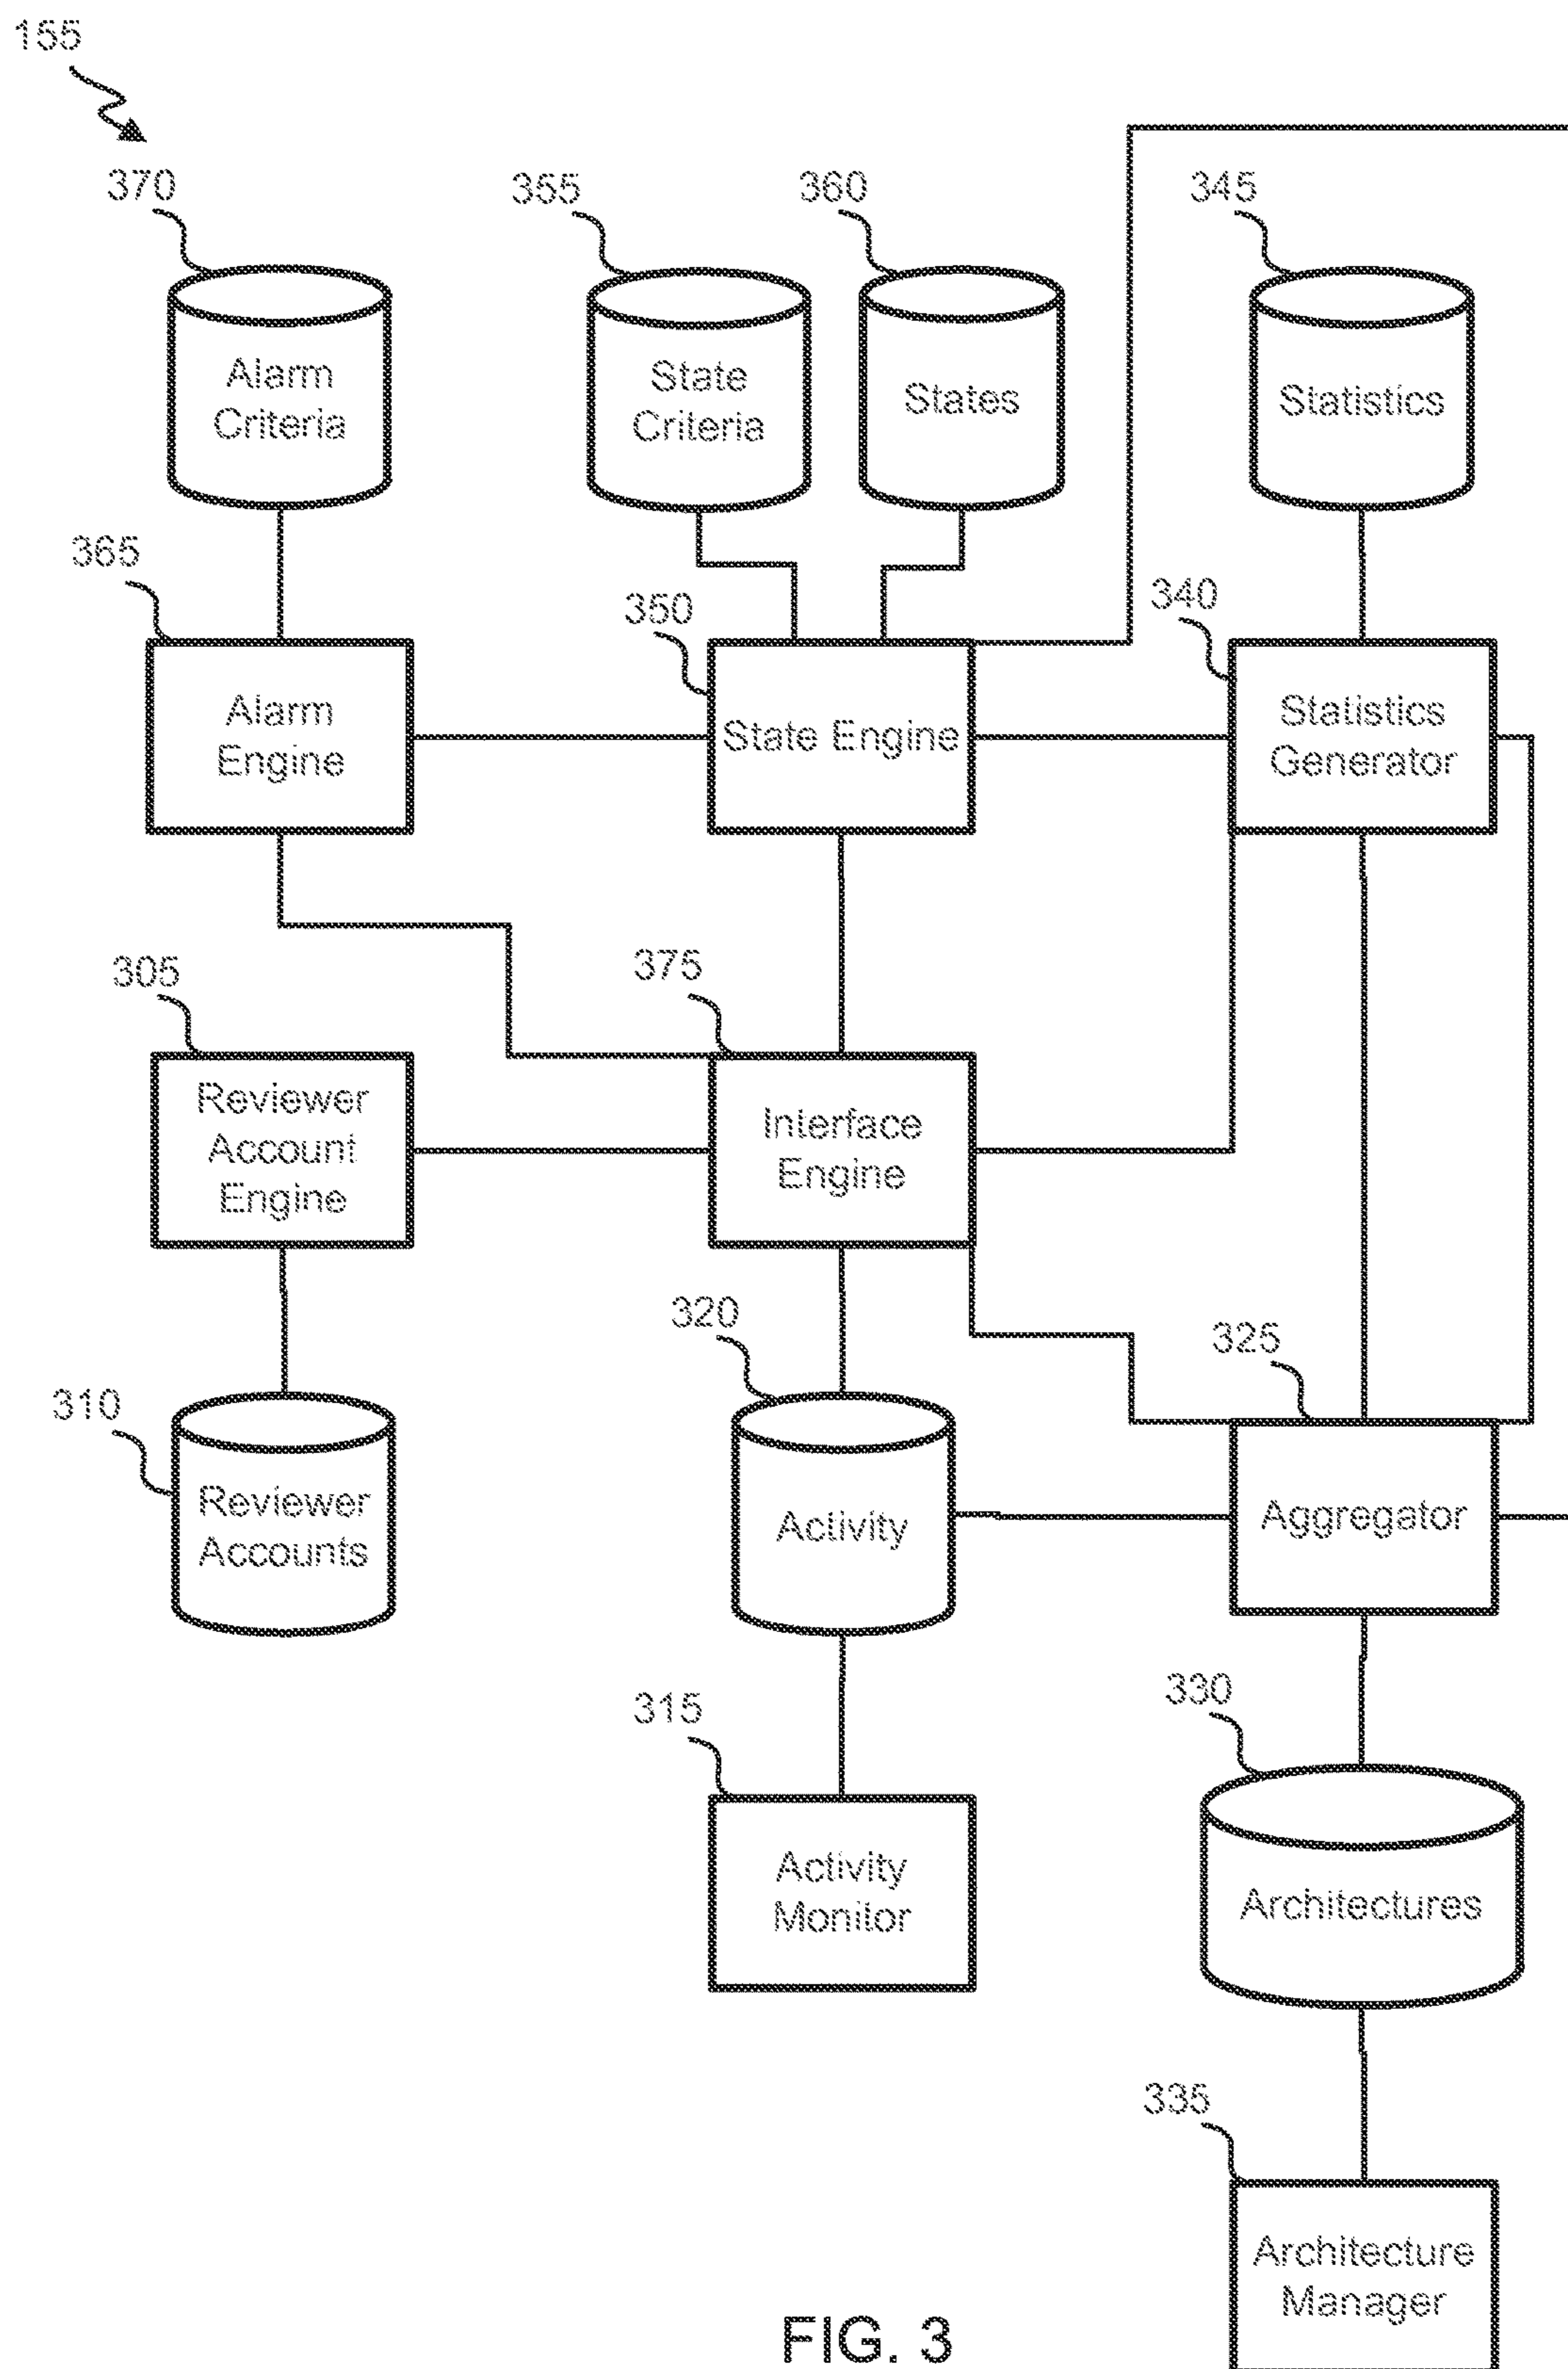 155
370
355
360
345
Alarm
Criteria
State
Criteria
States
Statistics
365
350
340
Alarm
Engine
State Engine
Statistics
Generator
305
375
Reviewer
Account
Engine
Interface
Engine
310
320
325
Reviewer
Accounts
Activity
Aggregator
315
330
Activity
Monitor
Architectures
335
Architecture
Manager
FIG. 3